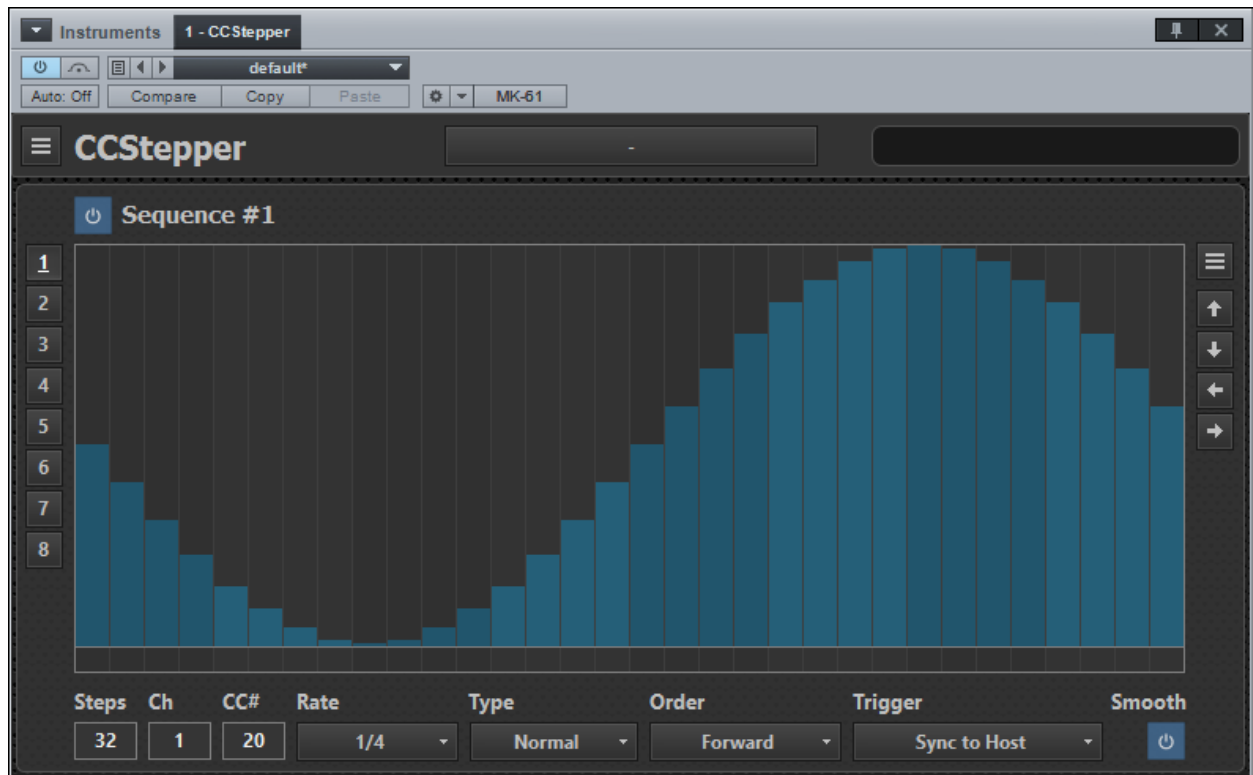 Instruments 1 - CCStepper
default*
Auto: Off Compare Copy Paste MK-61
CCStepper -
Sequence #1
1
2
3
4
5
6
7
8
Steps Ch CC# Rate Type Order Trigger Smooth
32 1 20 1/4 Normal Forward Sync to Host